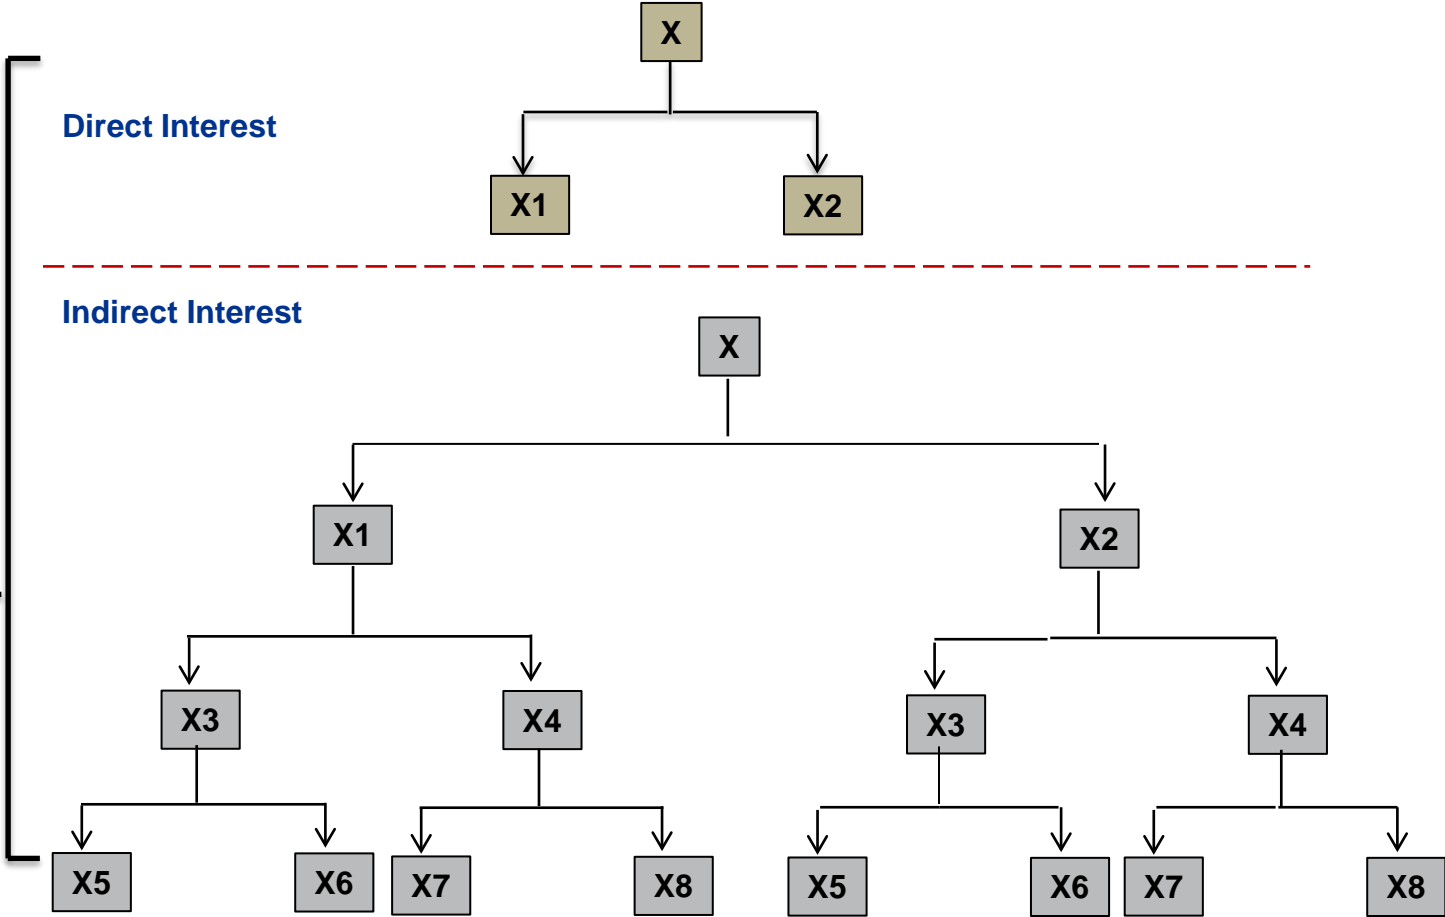 X
Direct Interest
X1 X2
Indirect Interest
X
X1 X2
X3 X4 X3 X4
X5 X6 X7 X8 X5 X6 X7 X8